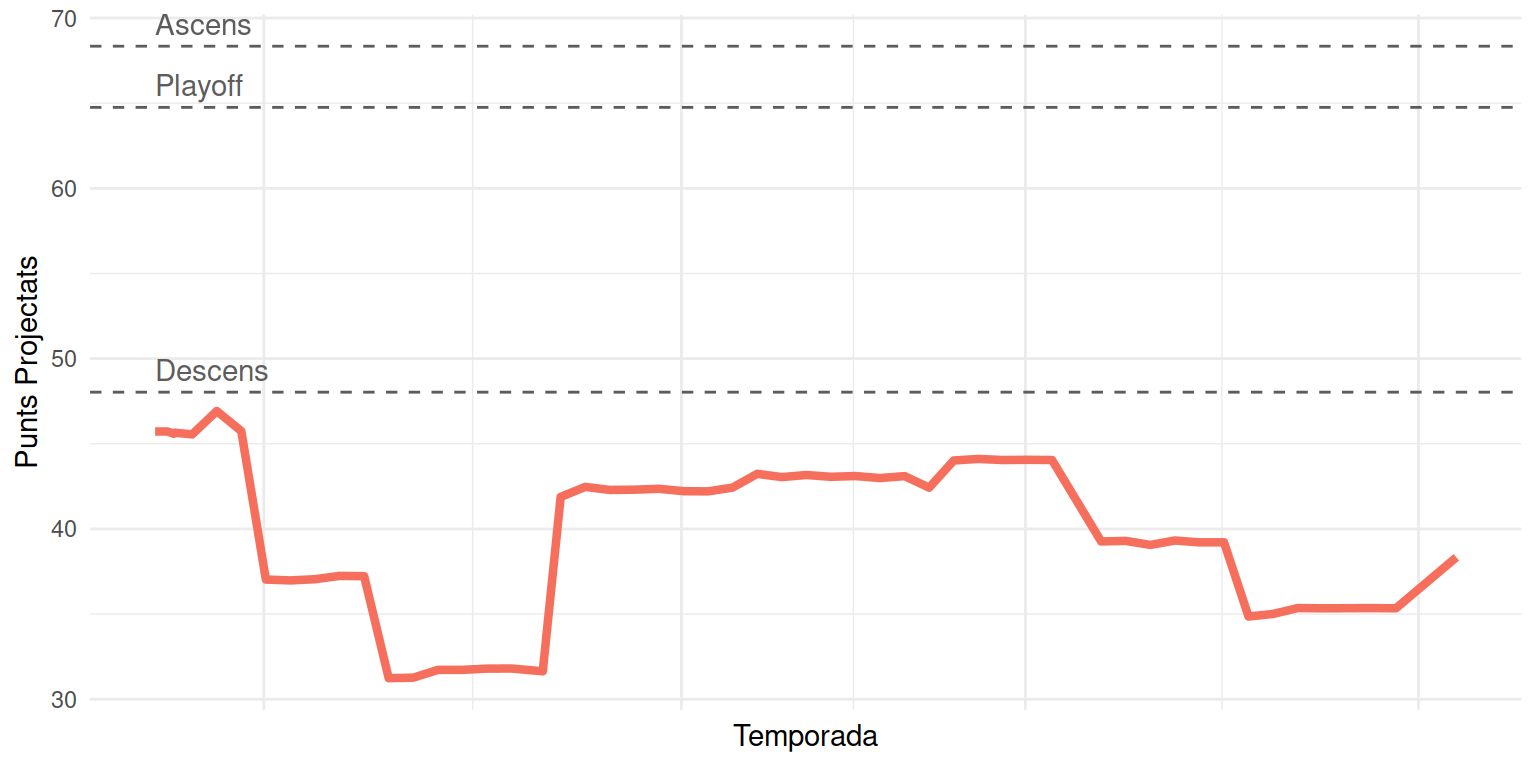 70
Ascens
Playoff
60
Punts Projectats
50
Descens
40
30
Temporada